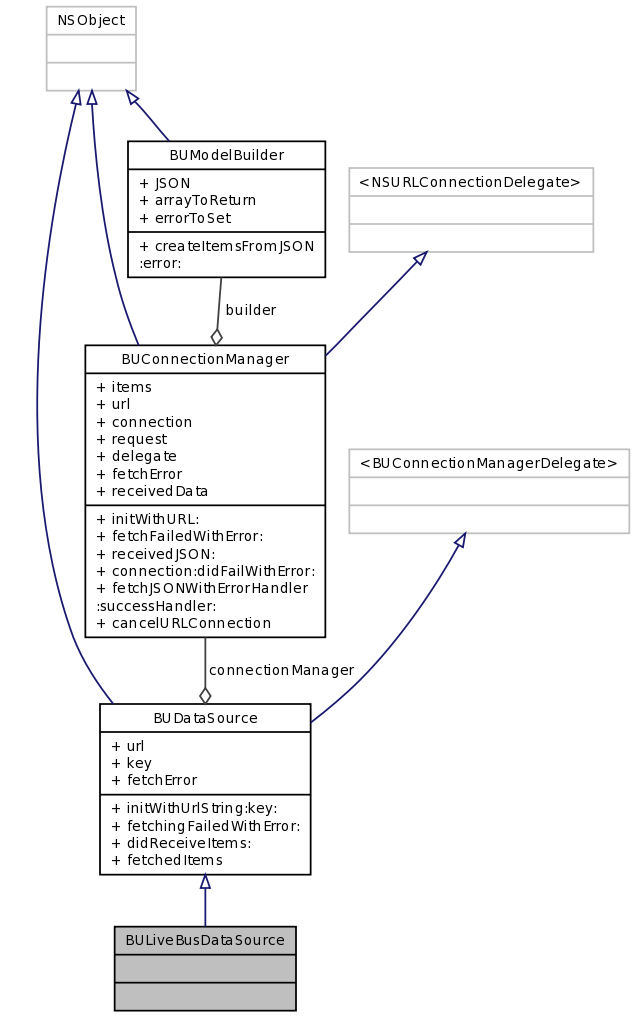 NSObject
BUModelBuilder
+ JSON
+ arrayToReturn
+ errorToSet
+ createItemsFromJSON
:error:
<NSURLConnectionDelegate>
builder
BUConnectionManager
+ items
+ url
+ connection
+ request
+ delegate
+ fetchError
+ receivedData
+ initWithURL:
+ fetchFailedWithError:
+ receivedJSON:
+ connection:didFailWithError:
+ fetchJSONWithErrorHandler
:successHandler:
+ cancelURLConnection
<BUConnectionManagerDelegate>
connectionManager
BUDataSource
+ url
+ key
+ fetchError
+ initWithUrlString:key:
+ fetchingFailedWithError:
+ didReceiveItems:
+ fetchedItems
BULiveBusDataSource